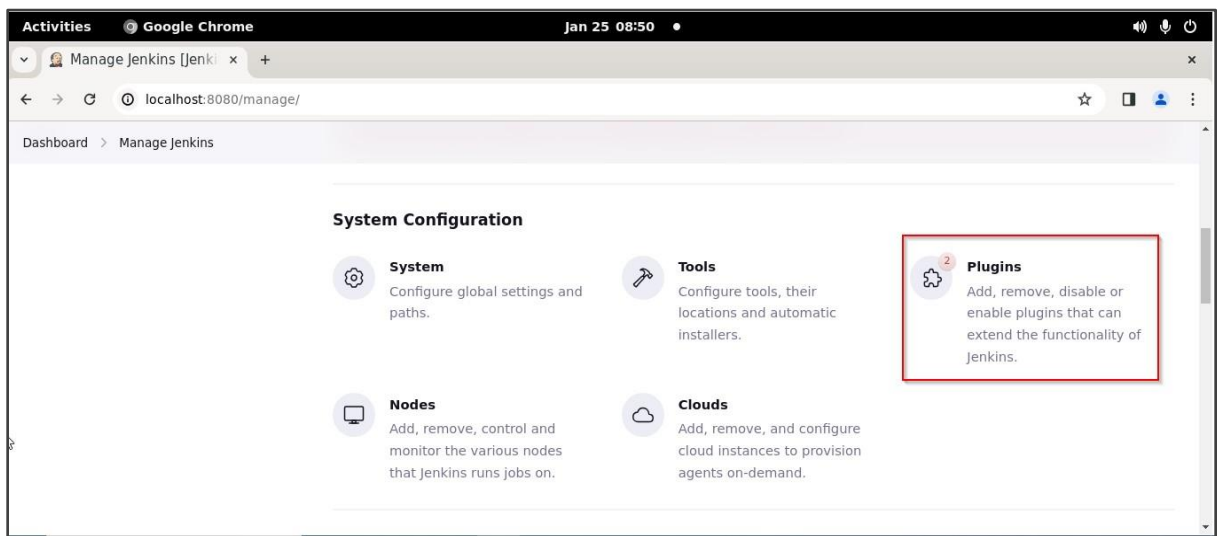 Activities Google Chrome Jan 25 08:50
Manage Jenkins [Jenki
localhost:8080/manage/
Dashboard > Manage Jenkins
System Configuration
System
Configure global settings and
paths.
Tools
Configure tools, their
locations and automatic
installers.
2
Plugins
Add, remove, disable or
enable plugins that can
extend the functionality of
Jenkins.
Nodes
Add, remove, control and
monitor the various nodes
that Jenkins runs jobs on.
Clouds
Add, remove, and configure
cloud instances to provision
agents on-demand.